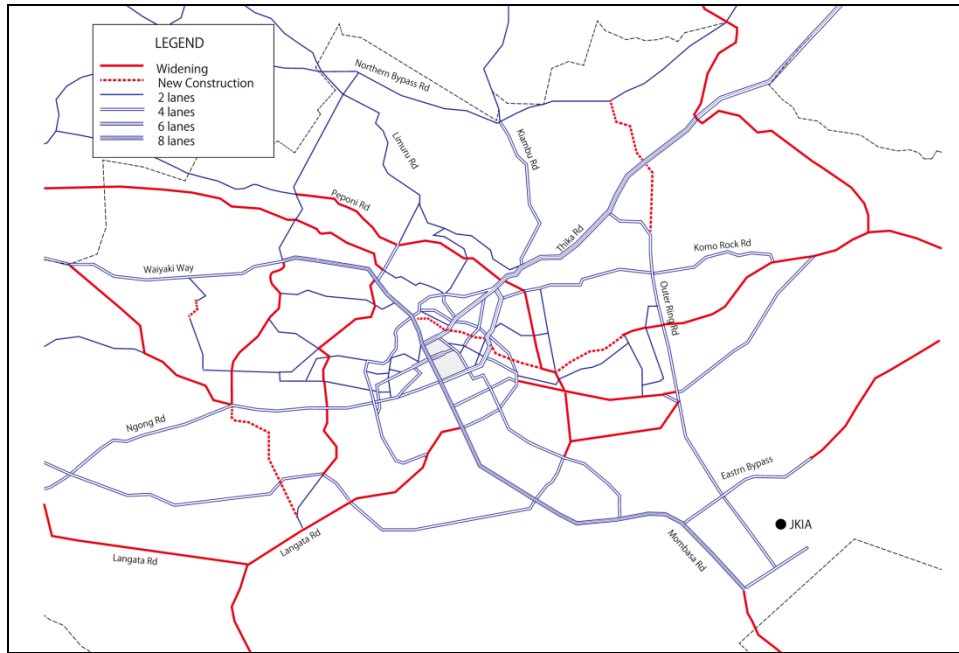 LEGEND
Widening
New Construction
2 lanes
4 lanes
6 lanes
8 lanes
Northern Bypass Rd
Limuru Rd
Kiambu Rd
Peponi Rd
Thika Rd
Komo Rock Rd
Waiyaki Way
Outer Ring Rd
Ngong Rd
Eastrn Bypass
JKIA
Langata Rd
Mombasa Rd
Langata Rd